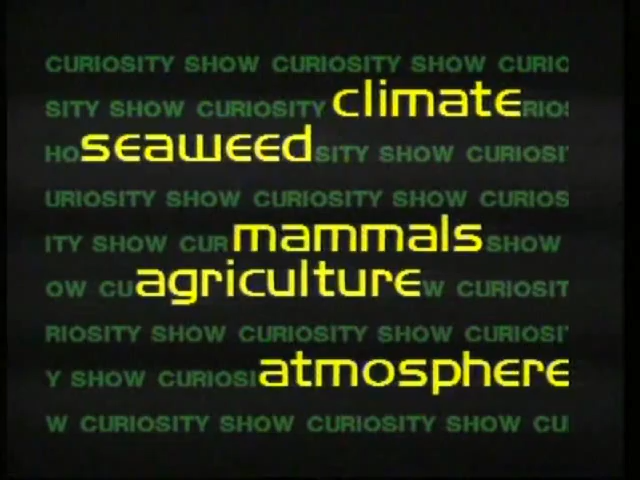 CURIOSITY SHOW CURIOSITY SHOW CURIO
SITY SHOW CURIOSITY climate RIOS
HO seaweed SITY SHOW CURIOSIT
URIOSITY SHOW CURIOSITY SHOW CURIOS
ITY SHOW CUR mammals SHOW
OW CU agriculture W CURIOSIT
RIOSITY SHOW CURIOSITY SHOW CURIOSIT
Y SHOW CURIOSI atmosphere
W CURIOSITY SHOW CURIOSITY SHOW CU